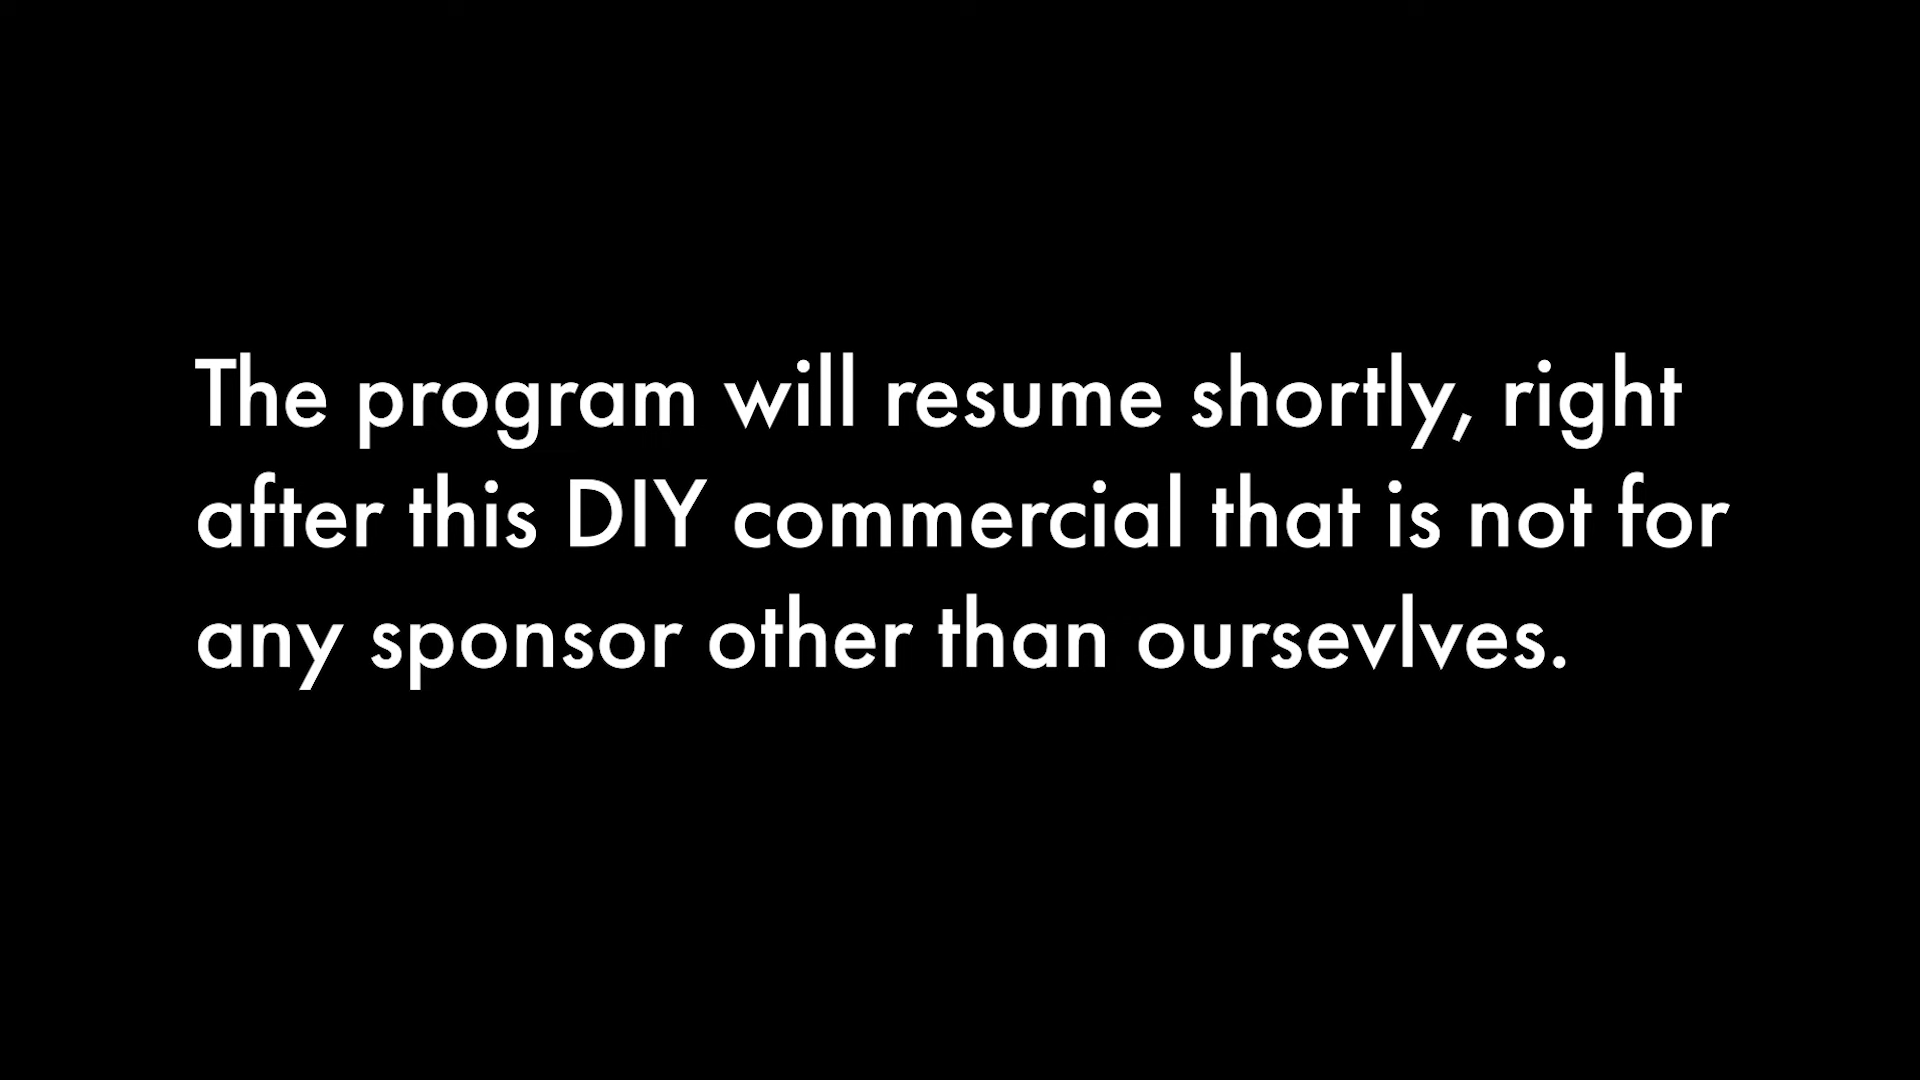 The program will resume shortly, right
after this DIY commercial that is not for
any sponsor other than oursevlves.